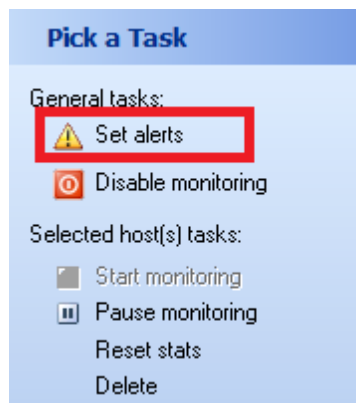 Pick a Task
General tasks:
Set alerts
Disable monitoring
Selected host(s) tasks:
Start monitoring
Pause monitoring
Reset stats
Delete